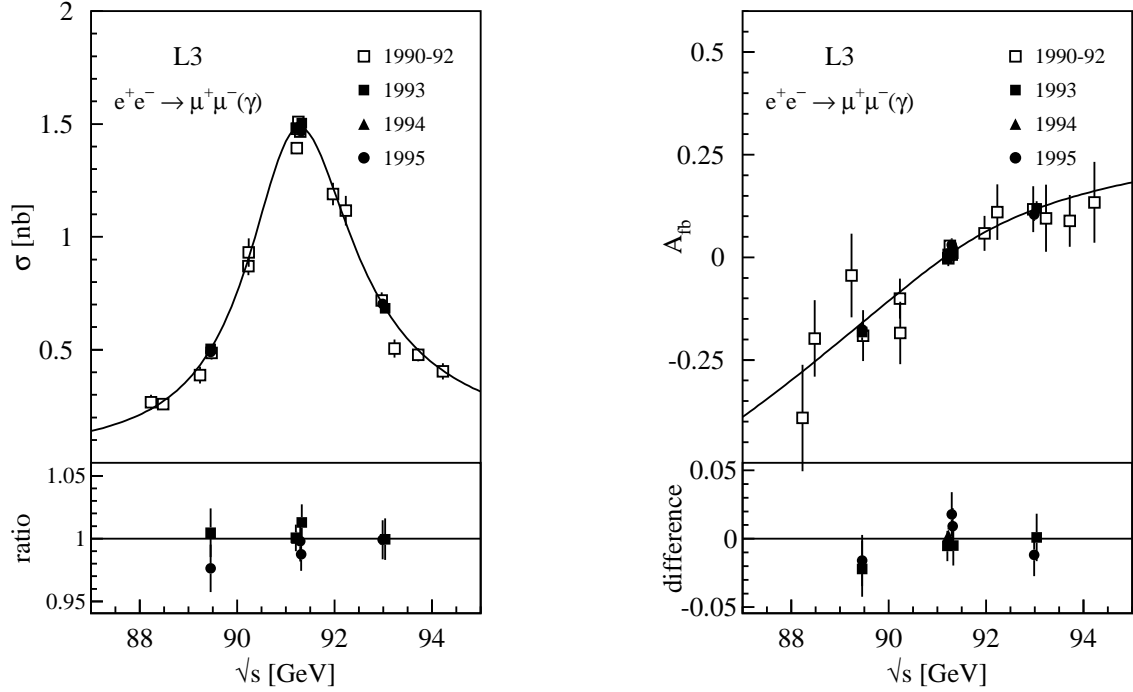 2
1.5
1
0.5
σ [nb]
L3
e⁺e⁻ → μ⁺μ⁻(γ)
1990-92
1993
1994
1995
1.05
1
0.95
ratio
88 90 92 94
√s [GeV]
0.5
0.25
0
-0.25
A_fb
L3
e⁺e⁻ → μ⁺μ⁻(γ)
1990-92
1993
1994
1995
0.05
0
-0.05
difference
88 90 92 94
√s [GeV]